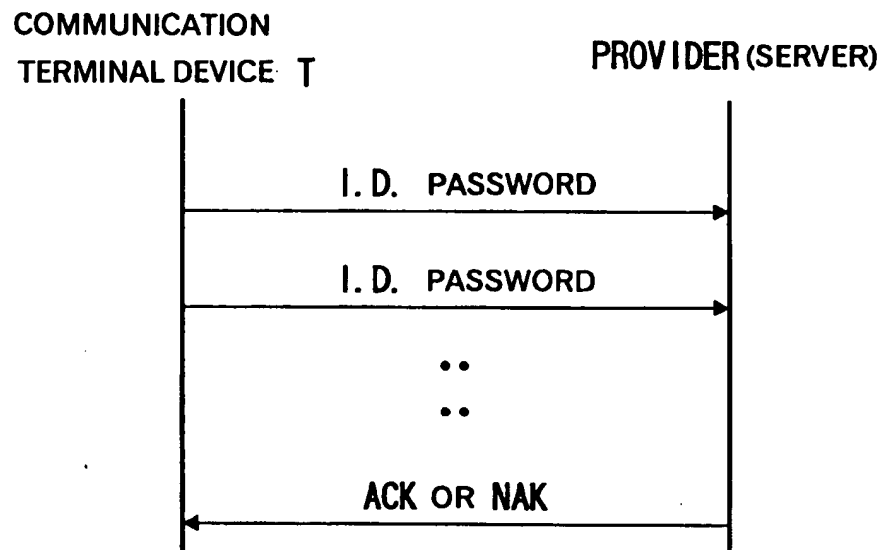 COMMUNICATION
TERMINAL DEVICE T
PROVIDER (SERVER)
I.D. PASSWORD
I.D. PASSWORD
ACK OR NAK